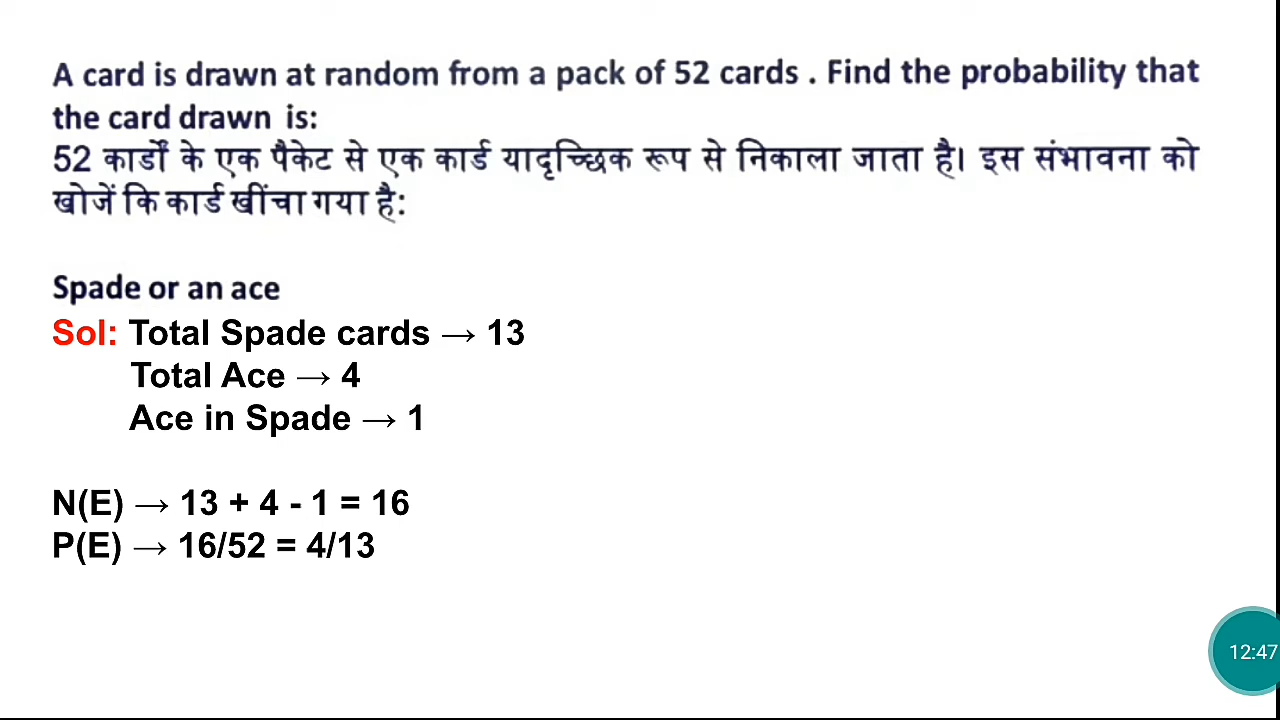 A card is drawn at random from a pack of 52 cards . Find the probability that
the card drawn is:
52 कार्डों के एक पैकेट से एक कार्ड यादृच्छिक रूप से निकाला जाता है। इस संभावना को
खोजें कि कार्ड खींचा गया है:
Spade or an ace
Sol: Total Spade cards → 13
Total Ace → 4
Ace in Spade → 1
N(E) → 13 + 4 - 1 = 16
P(E) → 16/52 = 4/13
12:47